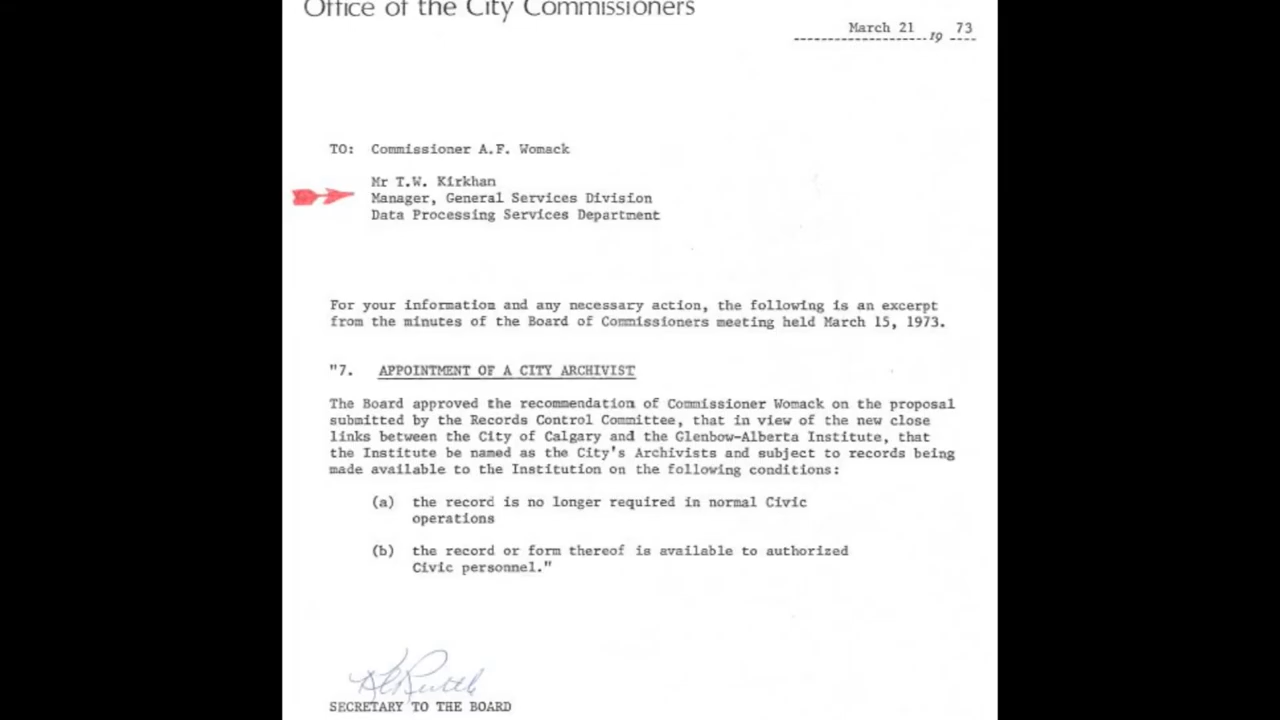 Office of the City Commissioners
March 21 19 73
TO: Commissioner A.F. Womack
Mr T.W. Kirkhan
Manager, General Services Division
Data Processing Services Department
For your information and any necessary action, the following is an excerpt
from the minutes of the Board of Commissioners meeting held March 15, 1973.
"7. APPOINTMENT OF A CITY ARCHIVIST
The Board approved the recommendation of Commissioner Womack on the proposal
submitted by the Records Control Committee, that in view of the new close
links between the City of Calgary and the Glenbow-Alberta Institute, that
the Institute be named as the City's Archivists and subject to records being
made available to the Institution on the following conditions:
(a) the record is no longer required in normal Civic
operations
(b) the record or form thereof is available to authorized
Civic personnel."
SECRETARY TO THE BOARD